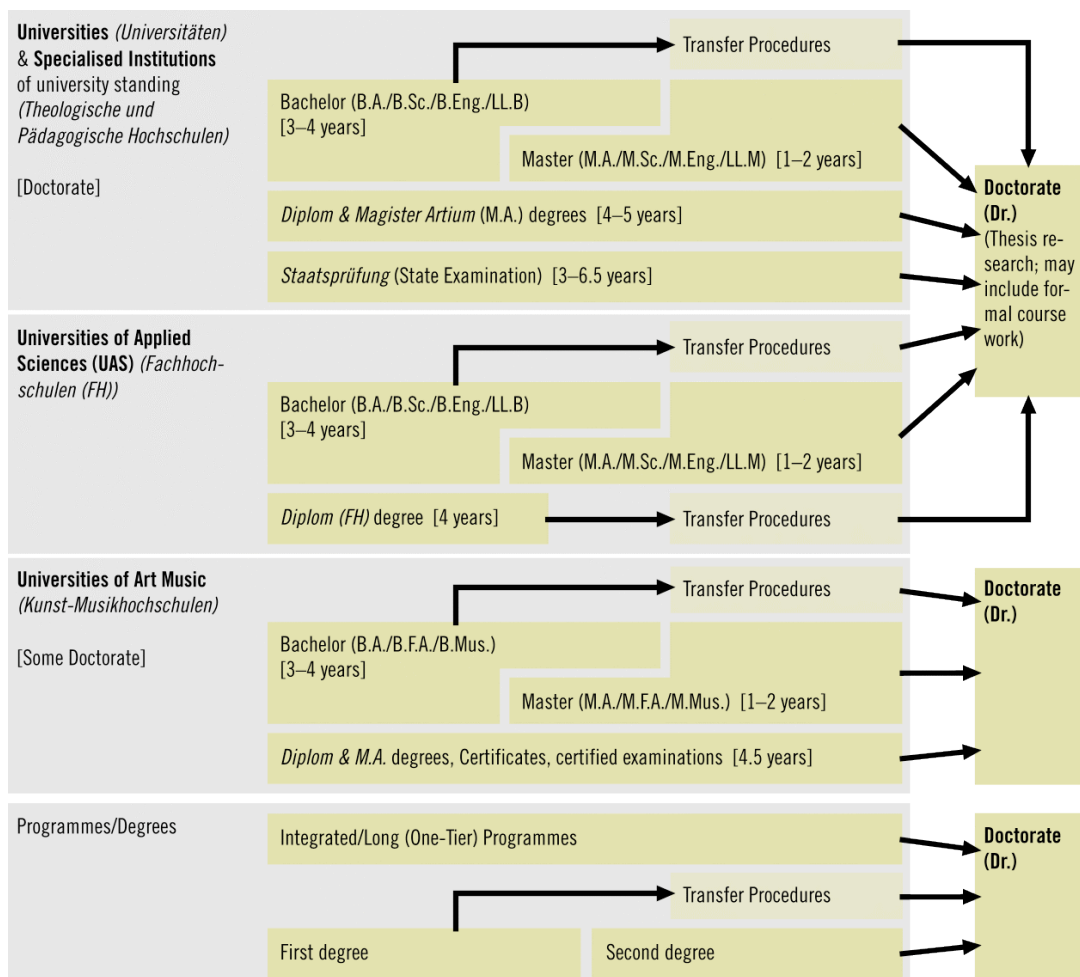 Universities (Universitäten)
& Specialised Institutions
of university standing
(Theologische und
Pädagogische Hochschulen)
[Doctorate]
Transfer Procedures
Bachelor (B.A./B.Sc./B.Eng./LL.B)
[3–4 years]
Master (M.A./M.Sc./M.Eng./LL.M) [1–2 years]
Diplom & Magister Artium (M.A.) degrees [4–5 years]
Staatsprüfung (State Examination) [3–6.5 years]
Doctorate
(Dr.)
(Thesis re-
search; may
include for-
mal course
work)
Universities of Applied
Sciences (UAS) (Fachhoch-
schulen (FH))
Transfer Procedures
Bachelor (B.A./B.Sc./B.Eng./LL.B)
[3–4 years]
Master (M.A./M.Sc./M.Eng./LL.M) [1–2 years]
Diplom (FH) degree [4 years]
Transfer Procedures
Universities of Art Music
(Kunst-Musikhochschulen)
[Some Doctorate]
Transfer Procedures
Bachelor (B.A./B.F.A./B.Mus.)
[3–4 years]
Master (M.A./M.F.A./M.Mus.) [1–2 years]
Diplom & M.A. degrees, Certificates, certified examinations [4.5 years]
Doctorate
(Dr.)
Programmes/Degrees
Integrated/Long (One-Tier) Programmes
Transfer Procedures
First degree
Second degree
Doctorate
(Dr.)